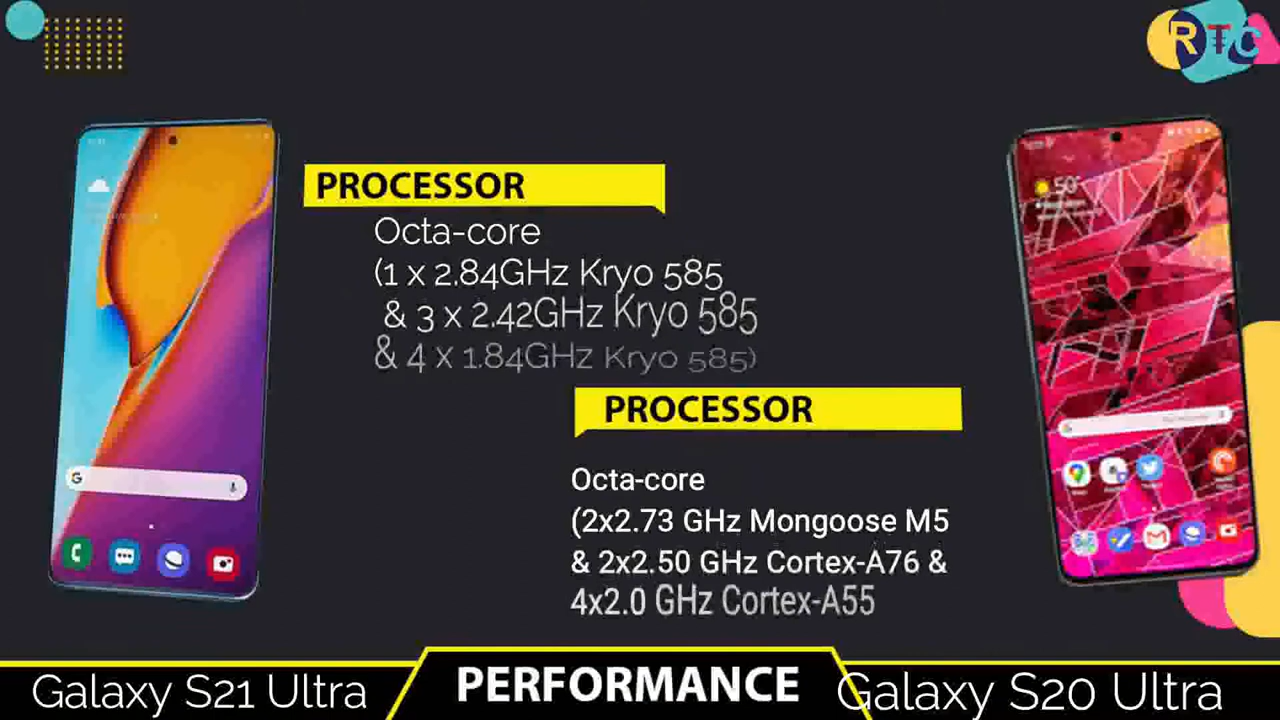 RTC
PROCESSOR
Octa-core
(1 x 2.84GHz Kryo 585
& 3 x 2.42GHz Kryo 585
& 4 x 1.84GHz Kryo 585)
50°
PROCESSOR
Octa-core
(2x2.73 GHz Mongoose M5
& 2x2.50 GHz Cortex-A76 &
4x2.0 GHz Cortex-A55
Galaxy S21 Ultra
PERFORMANCE
Galaxy S20 Ultra